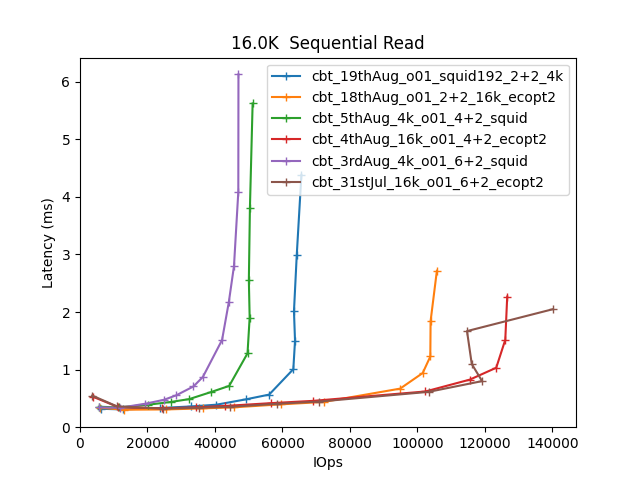 16.0K  Sequential Read
cbt_19thAug_o01_squid192_2+2_4k
cbt_18thAug_o01_2+2_16k_ecopt2
cbt_5thAug_4k_o01_4+2_squid
cbt_4thAug_16k_o01_4+2_ecopt2
cbt_3rdAug_4k_o01_6+2_squid
cbt_31stJul_16k_o01_6+2_ecopt2
Latency (ms)
6
5
4
3
2
1
0
0 20000 40000 60000 80000 100000 120000 140000
IOps